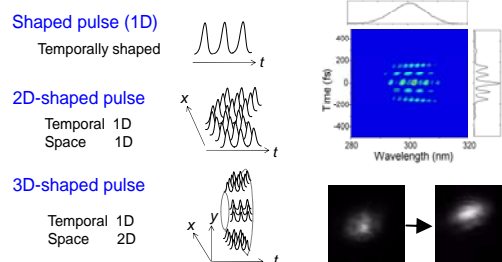 Shaped pulse (1D)
Temporally shaped
t
2D-shaped pulse
Temporal 1D
Space 1D
x
t
3D-shaped pulse
Temporal 1D
Space 2D
x
y
t
Time (fs)
400
200
0
-200
-400
280
300
320
Wavelength (nm)